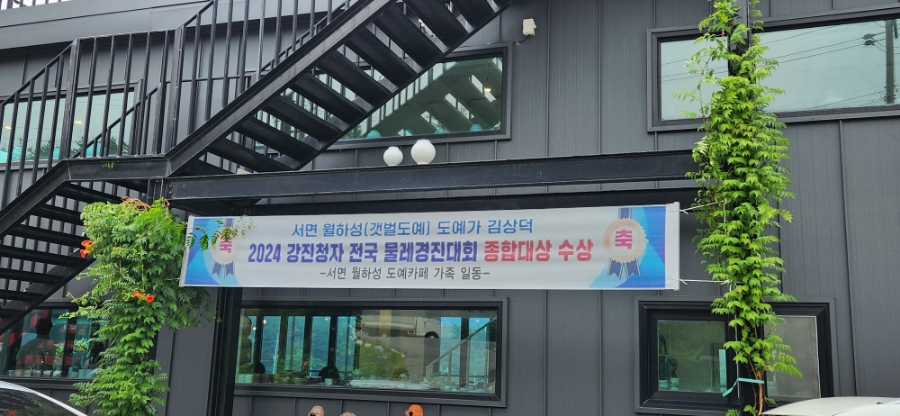 서면 월하성(갯벌도예) 도예가 김상덕
축 2024 강진청자 전국 물레경진대회 종합대상 수상 축
-서면 월하성 도예카페 가족 일동-